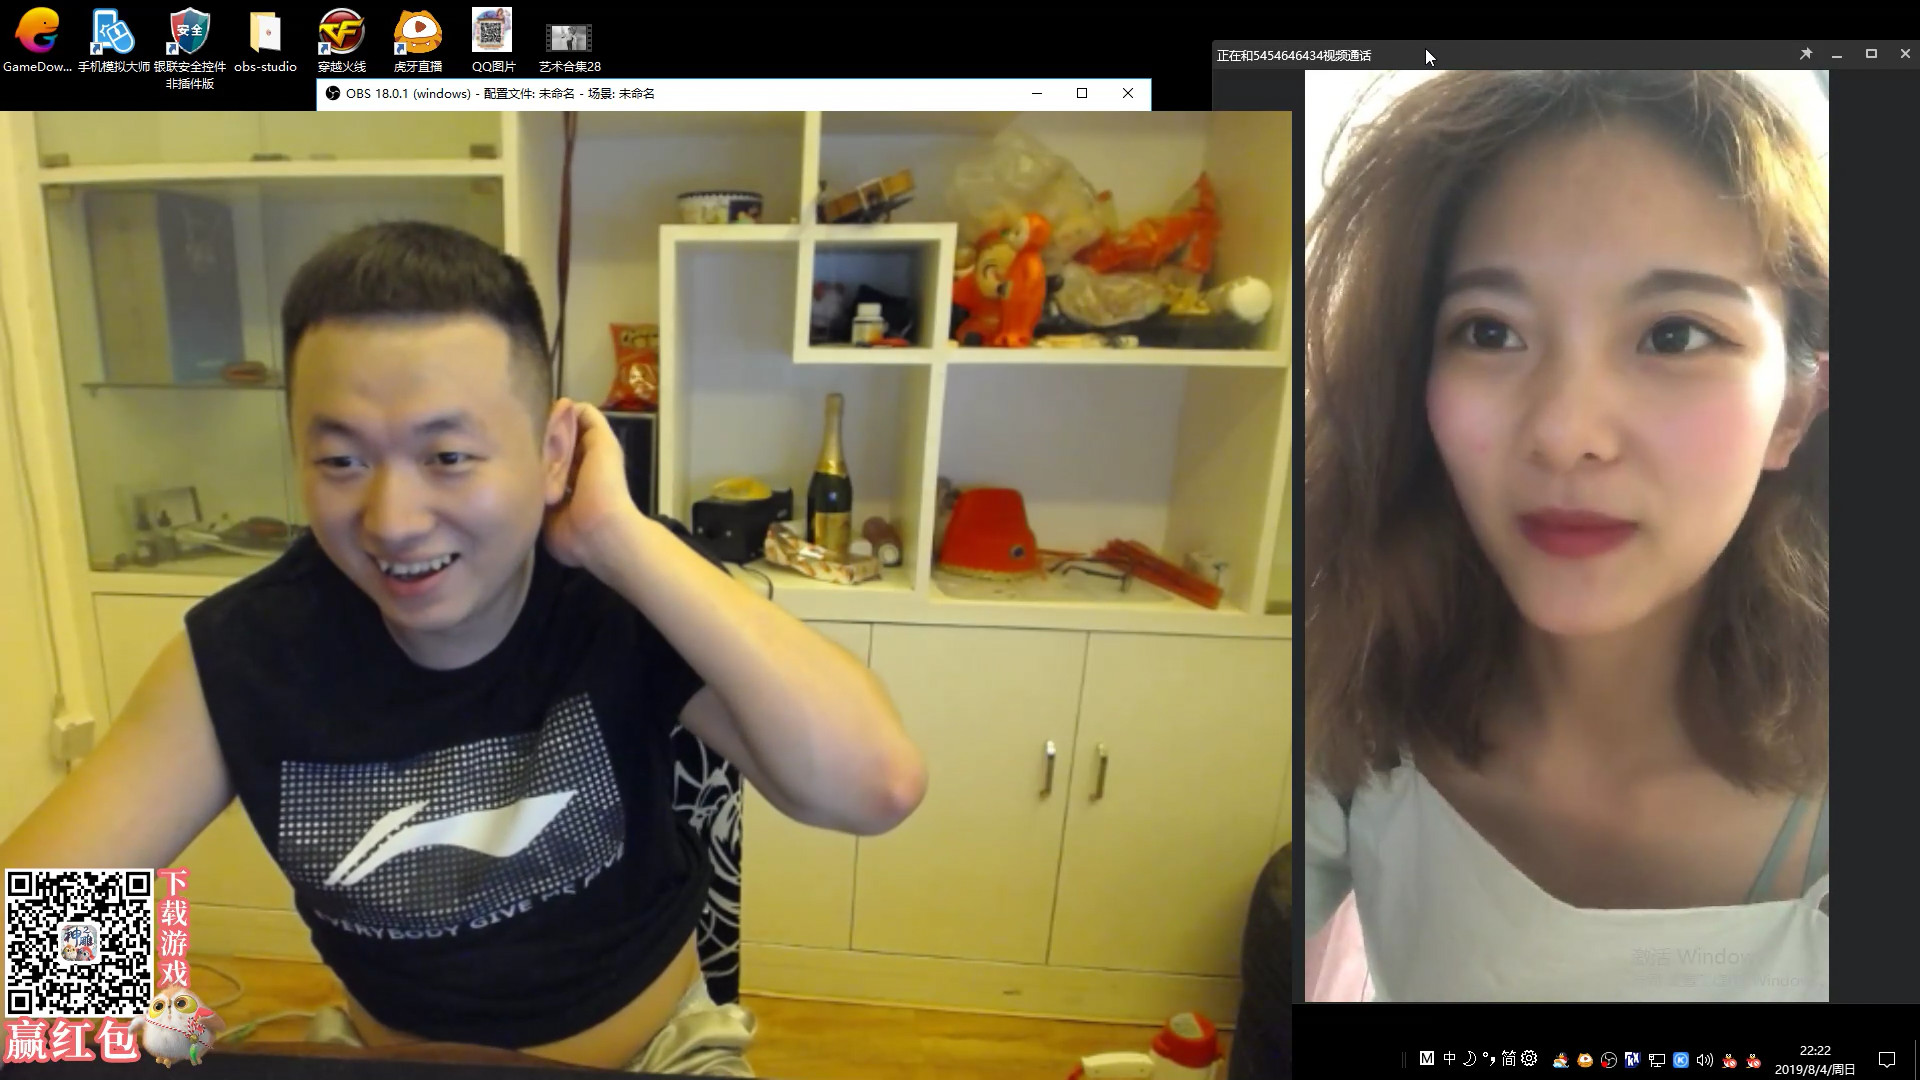 GameDow...
手机模拟大师
银联安全控件
非插件版
obs-studio
穿越火线
虎牙直播
QQ图片
艺术合集28
安全
CF
OBS 18.0.1 (windows) - 配置文件: 未命名 - 场景: 未命名
正在和5454646434视频通话
EVERYBODY GIVE
下载游戏
赢红包
激活 Window
M 中 简
22:22
2019/8/4/周日